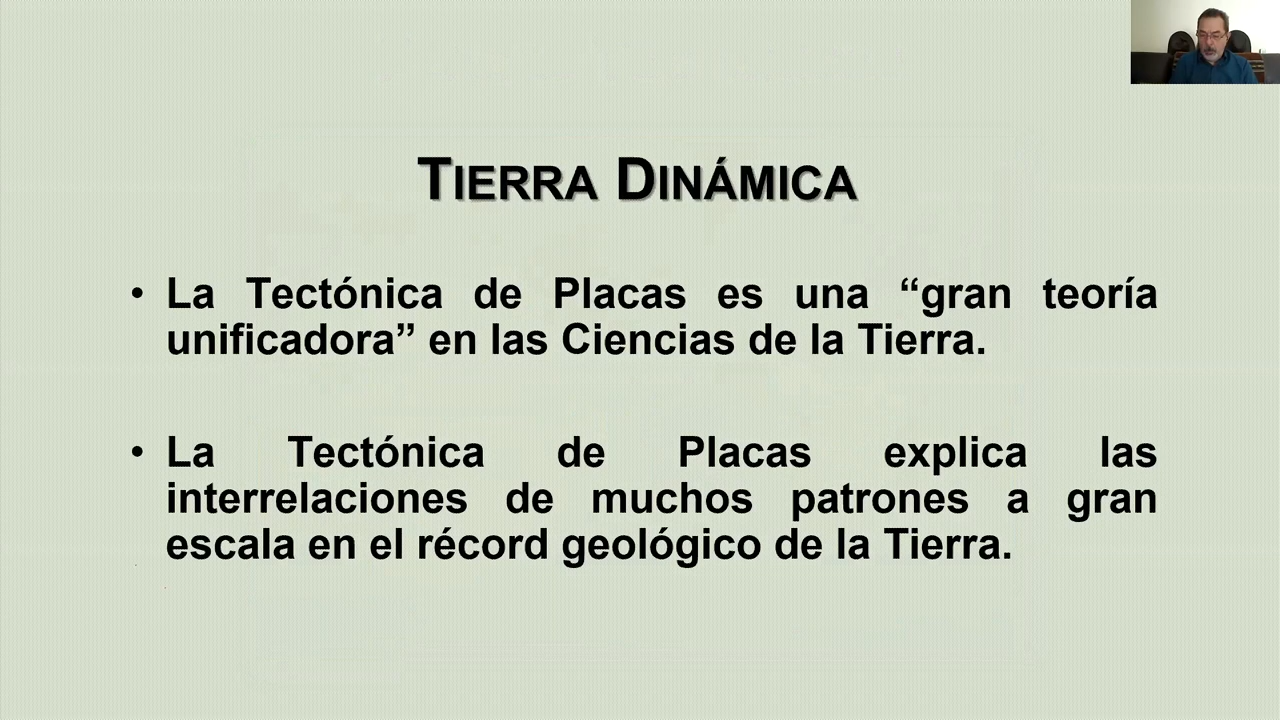 TIERRA DINÁMICA
• La Tectónica de Placas es una “gran teoría
unificadora” en las Ciencias de la Tierra.
• La Tectónica de Placas explica las
interrelaciones de muchos patrones a gran
escala en el récord geológico de la Tierra.